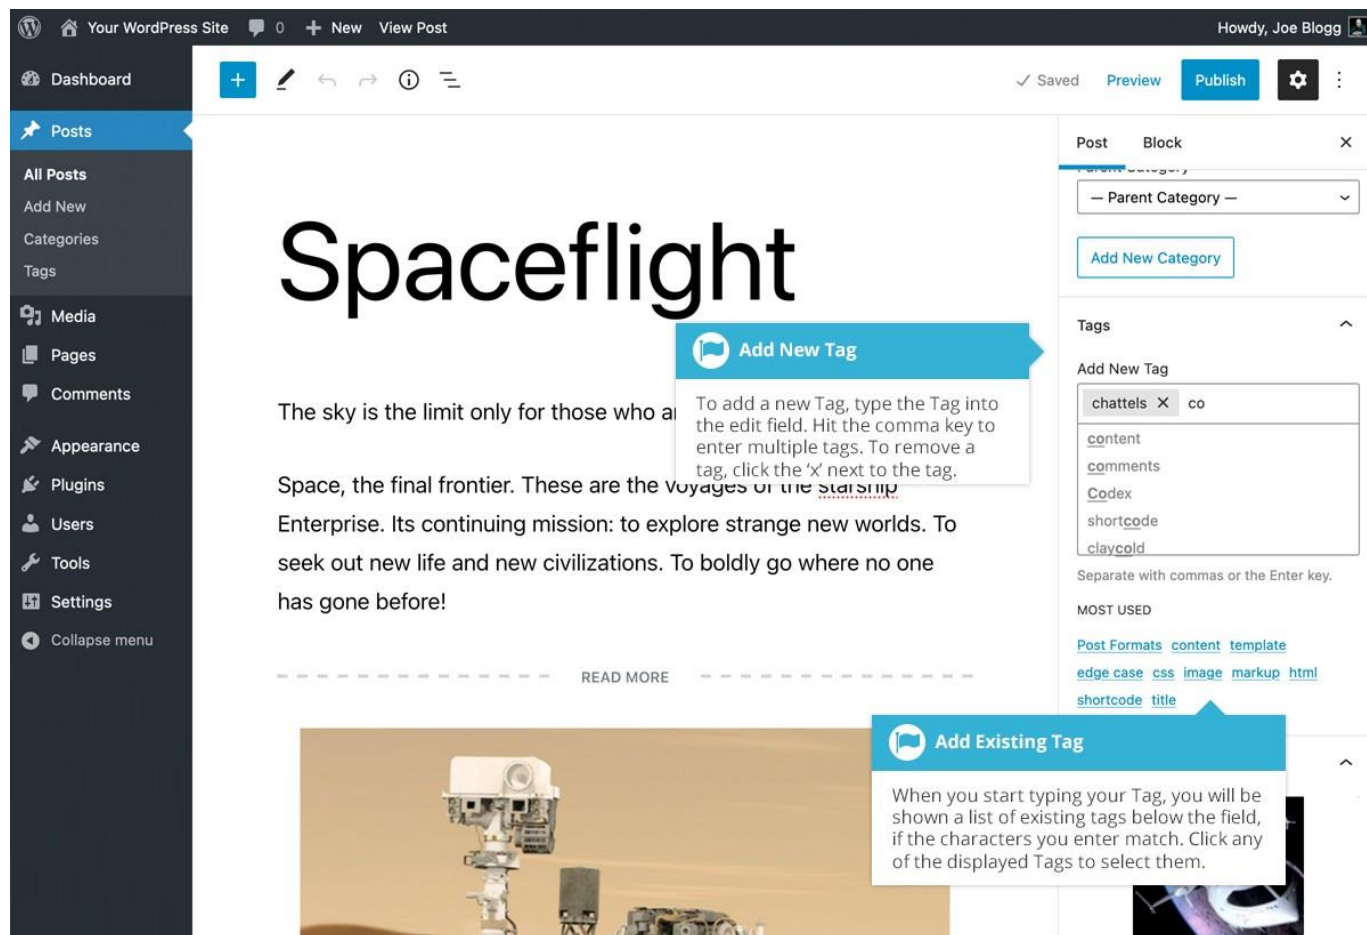 Your WordPress Site 0 New View Post Howdy, Joe Blogg
Dashboard
Posts
All Posts
Add New
Categories
Tags
Media
Pages
Comments
Appearance
Plugins
Users
Tools
Settings
Collapse menu
Saved Preview Publish
Spaceflight
The sky is the limit only for those who
Space, the final frontier. These are the voyages of the starship
Enterprise. Its continuing mission: to explore strange new worlds. To
seek out new life and new civilizations. To boldly go where no one
has gone before!
READ MORE
Add New Tag
To add a new Tag, type the Tag into
the edit field. Hit the comma key to
enter multiple tags. To remove a
tag, click the ‘x’ next to the tag.
Post Block
Parent Category
— Parent Category —
Add New Category
Tags
Add New Tag
chattels co
content
comments
Codex
shortcode
claycold
Separate with commas or the Enter key.
MOST USED
Post Formats content template
edge case css image markup html
shortcode title
Add Existing Tag
When you start typing your Tag, you will be
shown a list of existing tags below the field,
if the characters you enter match. Click any
of the displayed Tags to select them.